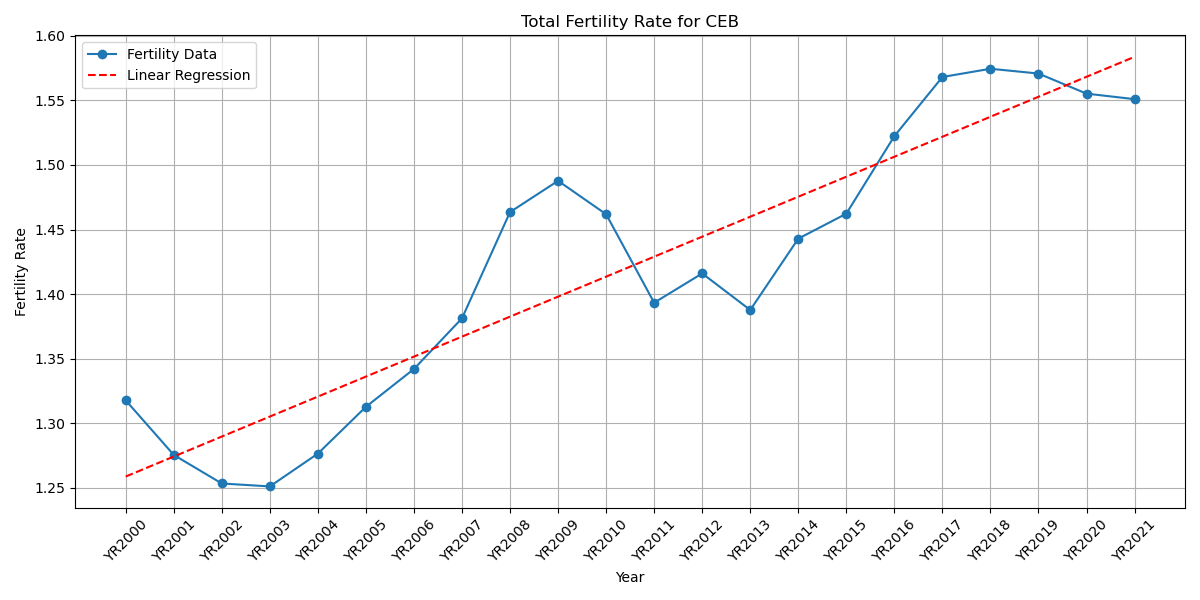 Total Fertility Rate for CEB
Fertility Data
Linear Regression
Fertility Rate
1.60
1.55
1.50
1.45
1.40
1.35
1.30
1.25
YR2000
YR2001
YR2002
YR2003
YR2004
YR2005
YR2006
YR2007
YR2008
YR2009
YR2010
YR2011
YR2012
YR2013
YR2014
YR2015
YR2016
YR2017
YR2018
YR2019
YR2020
YR2021
Year